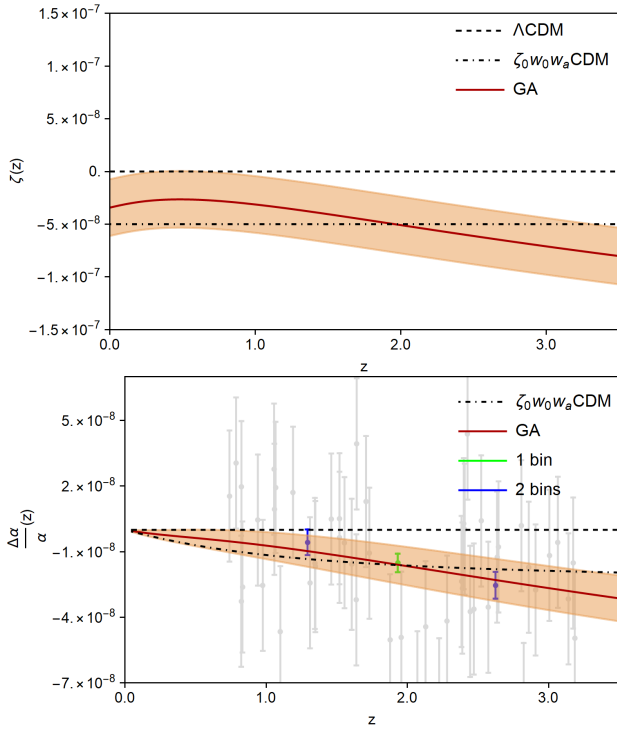 1.5×10⁻⁷
1.×10⁻⁷
5.×10⁻⁸
0.
−5.×10⁻⁸
−1.×10⁻⁷
−1.5×10⁻⁷
ζ(z)
ΛCDM
ζ₀w₀wₐCDM
GA
0.0 1.0 2.0 3.0
z
5.×10⁻⁸
2.×10⁻⁸
−1.×10⁻⁸
−4.×10⁻⁸
−7.×10⁻⁸
Δα/α(z)
ζ₀w₀wₐCDM
GA
1 bin
2 bins
0.0 1.0 2.0 3.0
z